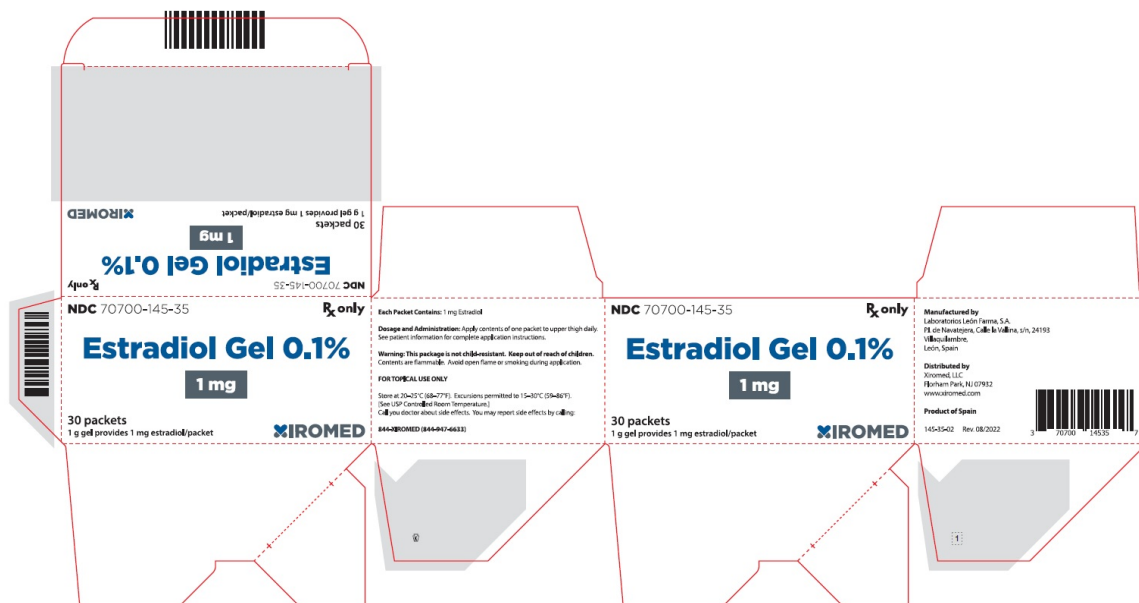 XIROMED
1 g gel provides 1 mg estradiol/packet
30 packets
1 mg
Estradiol Gel 0.1%
Rx only
NDC 70700-145-35
NDC 70700-145-35
Rx only
Estradiol Gel 0.1%
1 mg
30 packets
1 g gel provides 1 mg estradiol/packet
XIROMED
Each Packet Contains: 1 mg Estradiol
Dosage and Administration: Apply contents of one packet to upper thigh daily.
See patient information for complete application instructions.
Warning: This package is not child-resistant. Keep out of reach of children.
Contents are flammable. Avoid open flame or smoking during application.
FOR TOPICAL USE ONLY
Store at 20–25°C (68–77°F). Excursions permitted to 15–30°C (59–86°F).
[See USP Controlled Room Temperature.]
Call you doctor about side effects. You may report side effects by calling:
844-XIROMED (844-947-6633)
NDC 70700-145-35
Rx only
Estradiol Gel 0.1%
1 mg
30 packets
1 g gel provides 1 mg estradiol/packet
XIROMED
Manufactured by
Laboratorios León Farma, S.A.
P.I. de Navatejera, Calle la Vallina, s/n, 24193
Villaquilambre,
León, Spain
Distributed by
Xiromed, LLC
Florham Park, NJ 07932
www.xiromed.com
Product of Spain
145-35-02 Rev. 08/2022
3 70700 14535 7
1